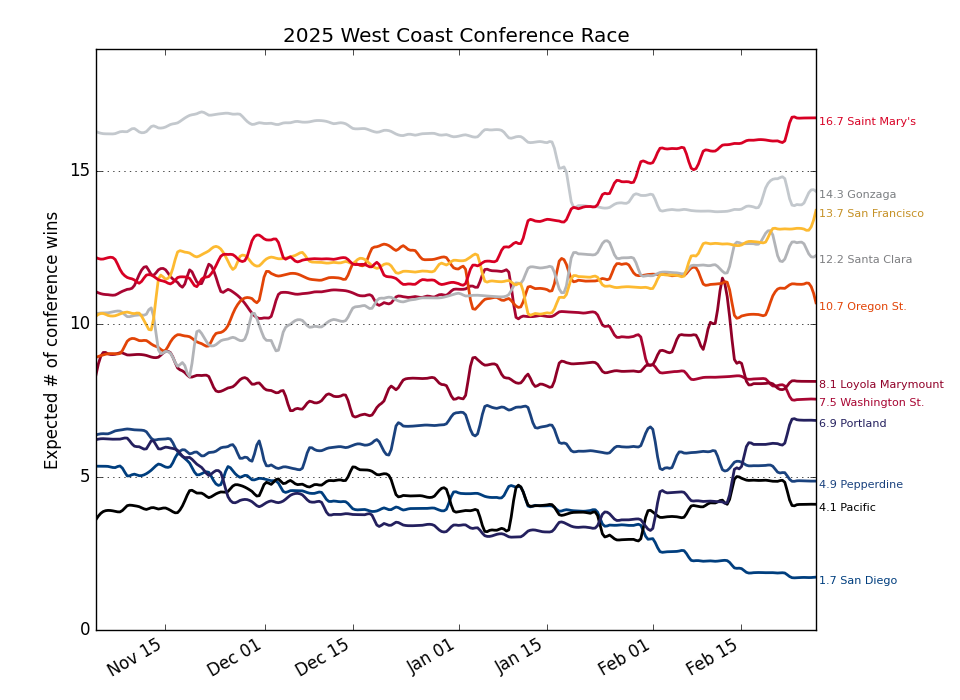 2025 West Coast Conference Race
Expected # of conference wins
15
10
5
0
Nov 15
Dec 01
Dec 15
Jan 01
Jan 15
Feb 01
Feb 15
16.7 Saint Mary's
14.3 Gonzaga
13.7 San Francisco
12.2 Santa Clara
10.7 Oregon St.
8.1 Loyola Marymount
7.5 Washington St.
6.9 Portland
4.9 Pepperdine
4.1 Pacific
1.7 San Diego